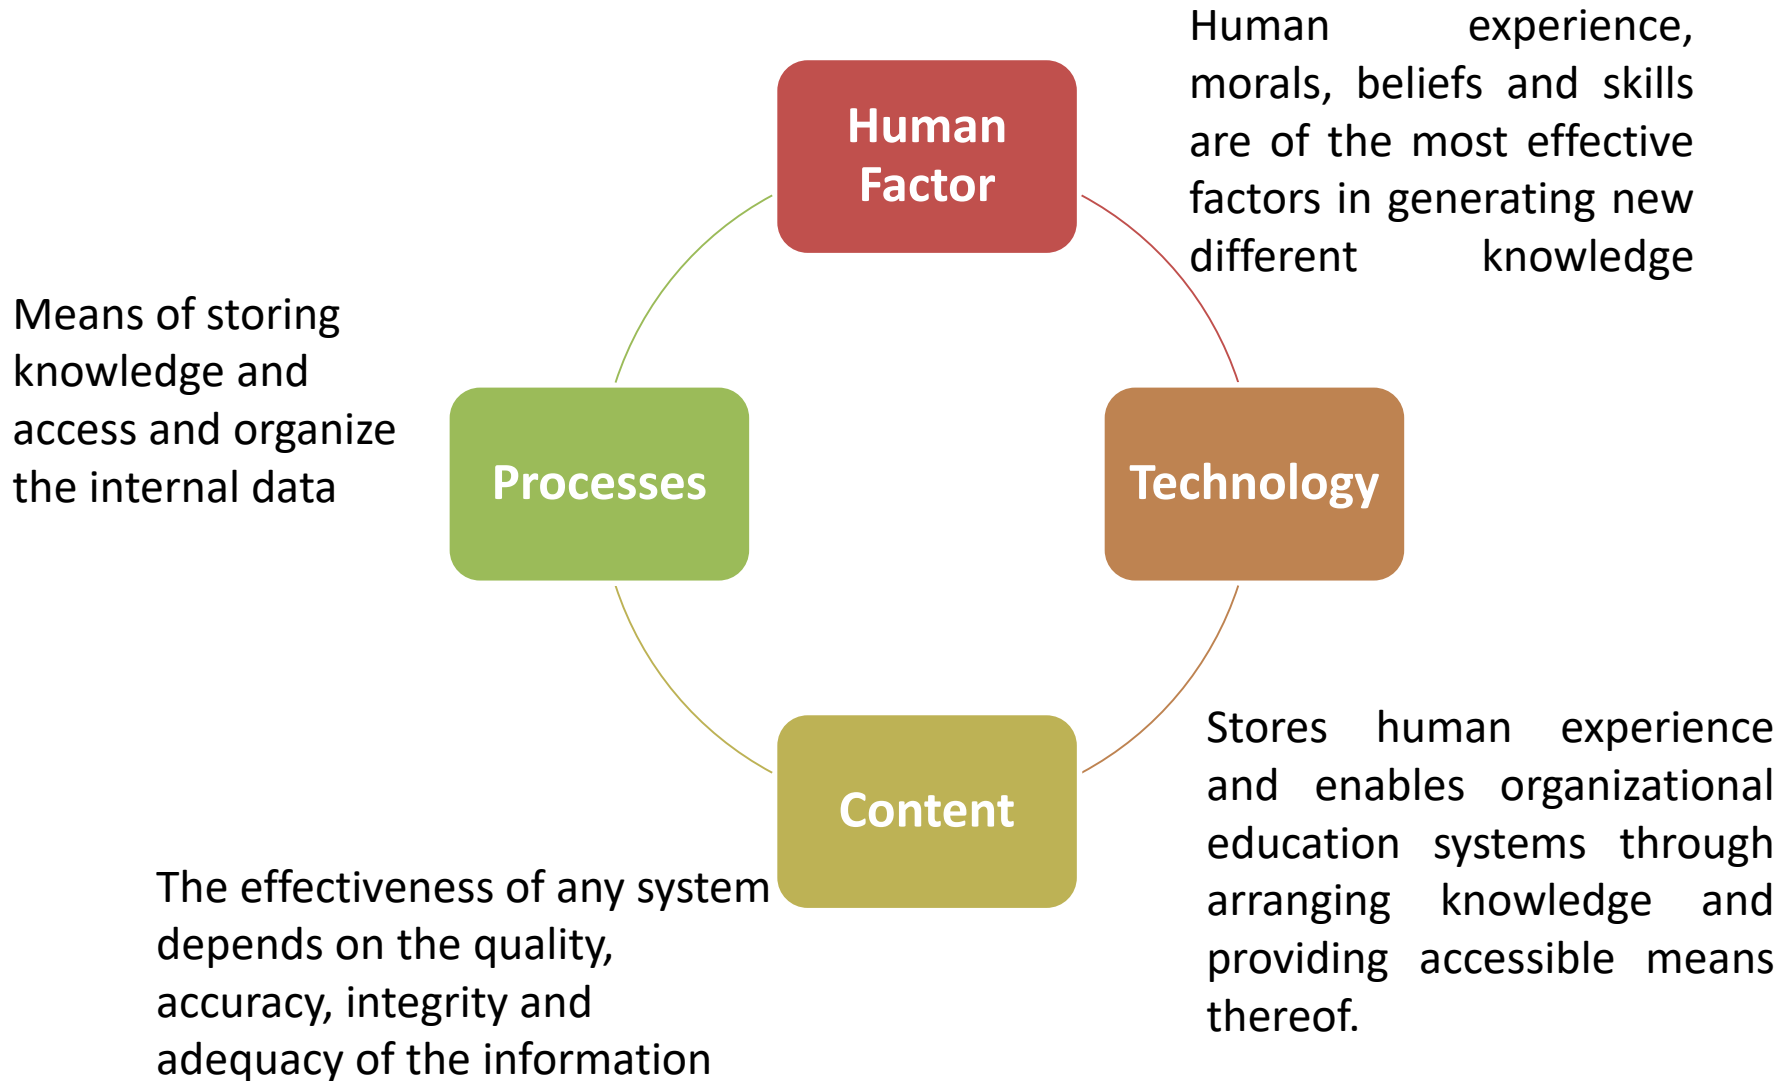 Human Factor
Human experience,
morals, beliefs and skills
are of the most effective
factors in generating new
different knowledge
Technology
Stores human experience
and enables organizational
education systems through
arranging knowledge and
providing accessible means
thereof.
Content
The effectiveness of any system
depends on the quality,
accuracy, integrity and
adequacy of the information
Processes
Means of storing
knowledge and
access and organize
the internal data